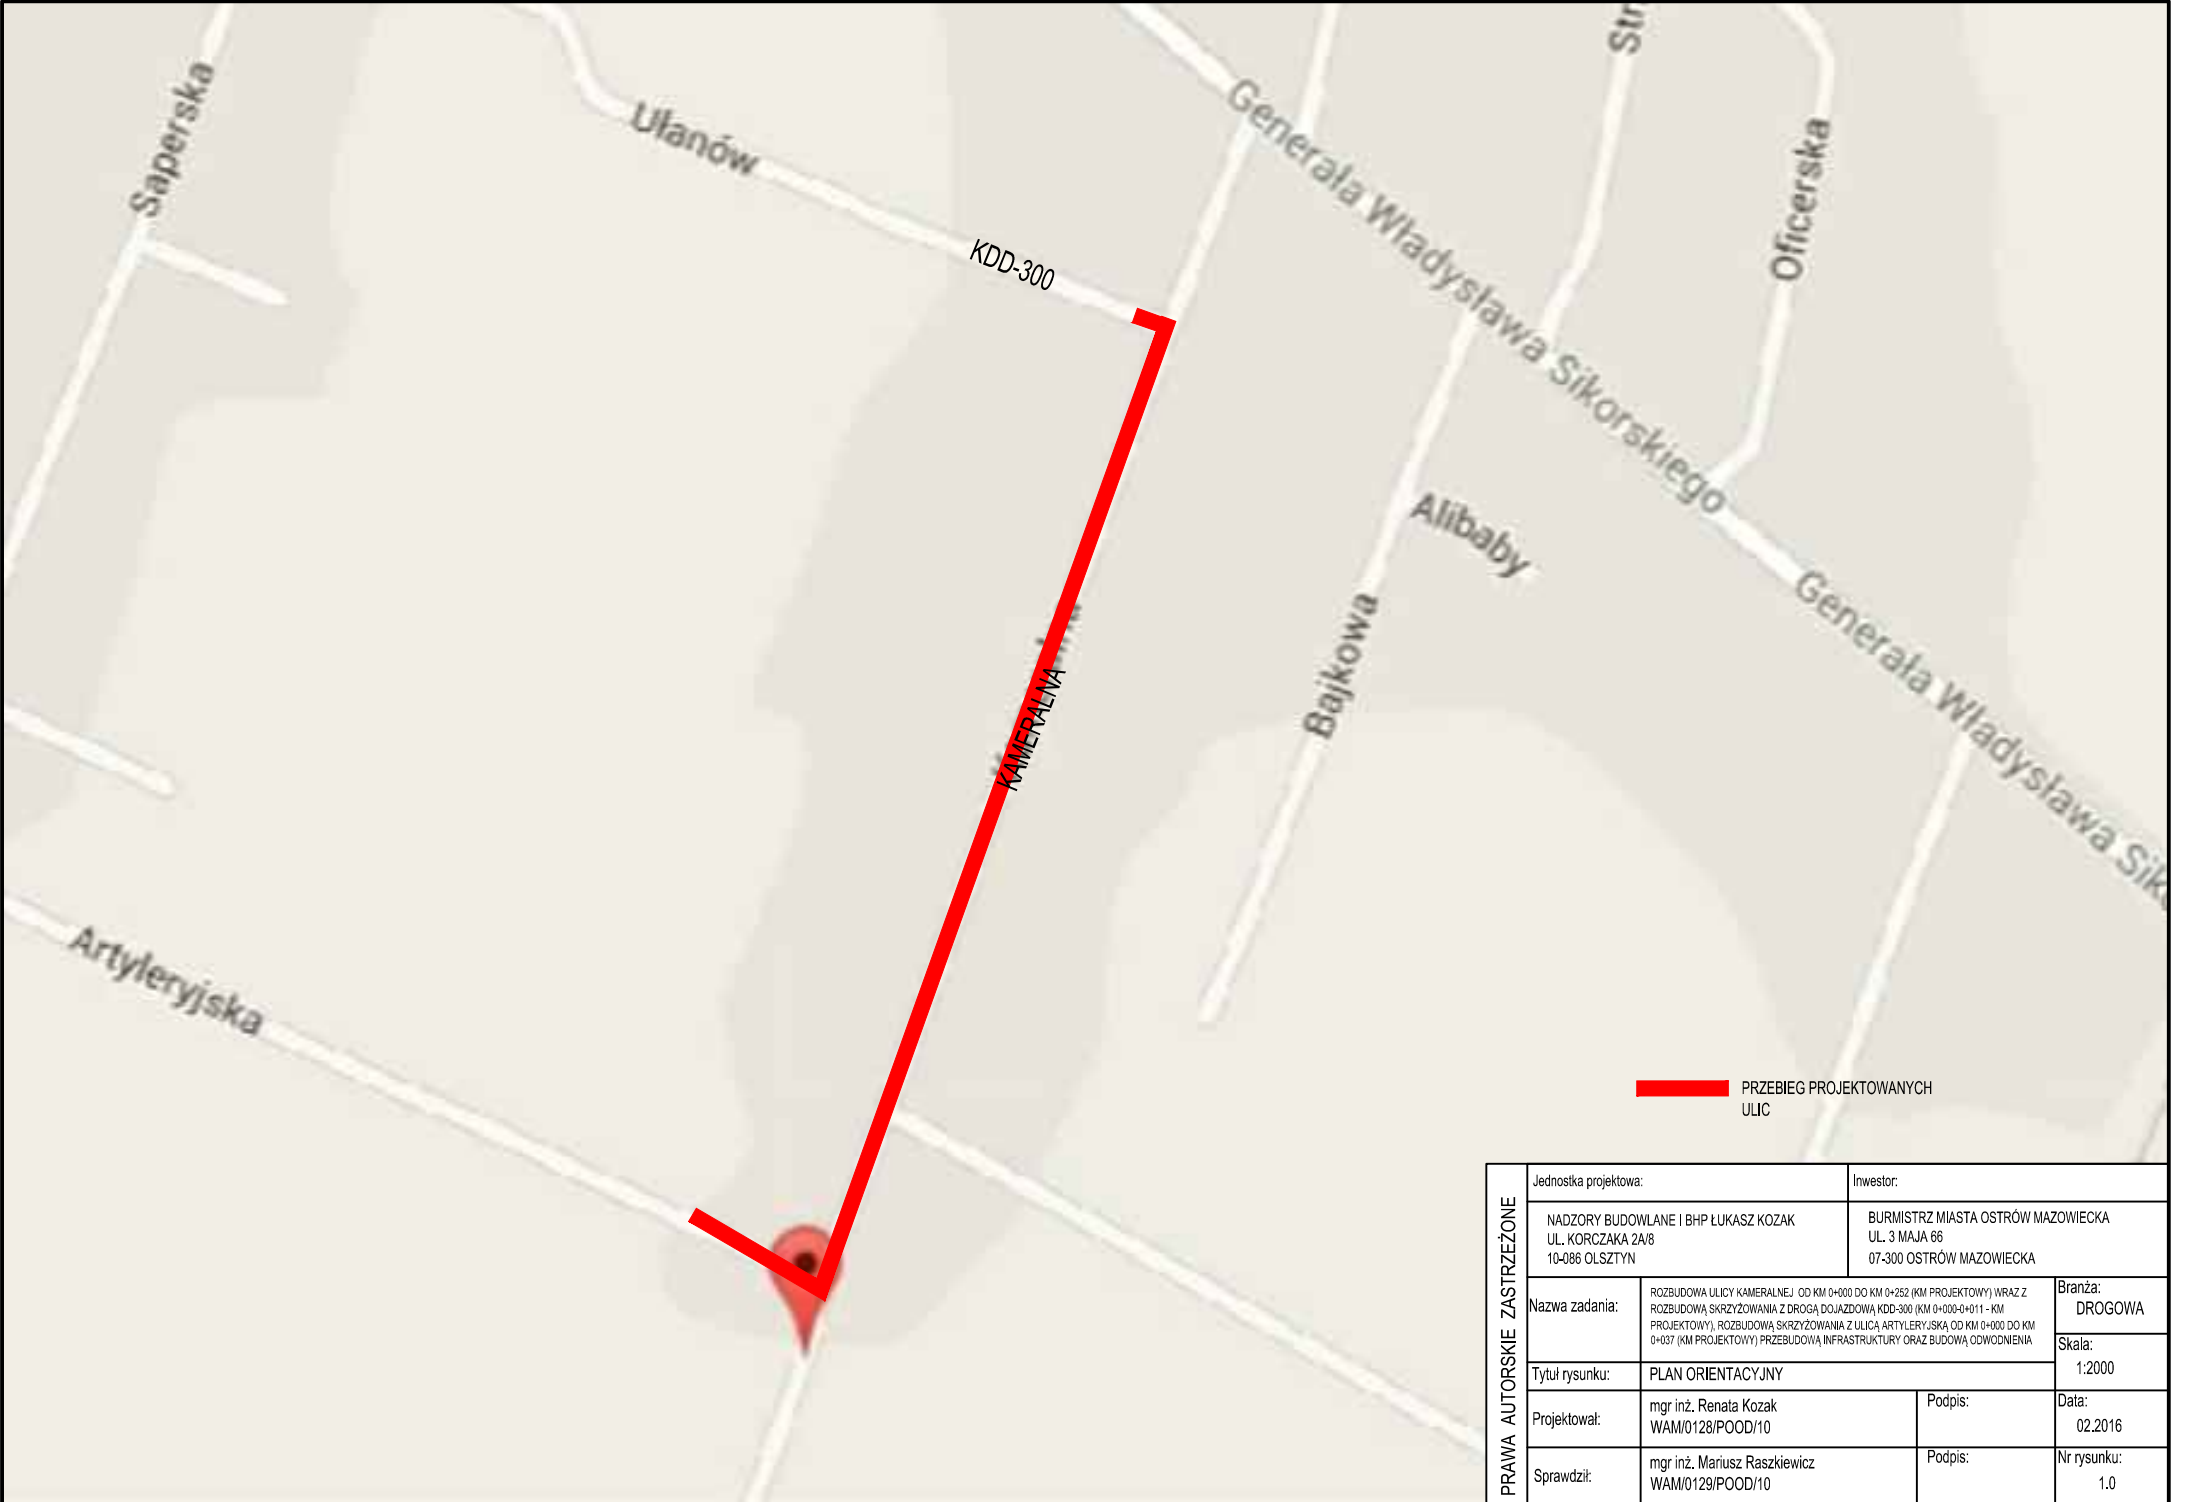 Saperska
Ułanów
KDD-300
Generała Władysława Sikorskiego
Str
Oficerska
Alibaby
Bajkowa
Generała Władysława Sik
KAMERALNA
Artyleryjska
PRZEBIEG PROJEKTOWANYCH
ULIC
PRAWA AUTORSKIE ZASTRZEŻONE
Jednostka projektowa:
Inwestor:
NADZORY BUDOWLANE I BHP ŁUKASZ KOZAK
UL. KORCZAKA 2A/8
10-086 OLSZTYN
BURMISTRZ MIASTA OSTRÓW MAZOWIECKA
UL. 3 MAJA 66
07-300 OSTRÓW MAZOWIECKA
Nazwa zadania:
ROZBUDOWA ULICY KAMERALNEJ OD KM 0+000 DO KM 0+252 (KM PROJEKTOWY) WRAZ Z
ROZBUDOWĄ SKRZYŻOWANIA Z DROGĄ DOJAZDOWĄ KDD-300 (KM 0+000-0+011 - KM
PROJEKTOWY), ROZBUDOWĄ SKRZYŻOWANIA Z ULICĄ ARTYLERYJSKĄ OD KM 0+000 DO KM
0+037 (KM PROJEKTOWY) PRZEBUDOWĄ INFRASTRUKTURY ORAZ BUDOWĄ ODWODNIENIA
Branża:
DROGOWA
Skala:
1:2000
Tytuł rysunku:
PLAN ORIENTACYJNY
Projektował:
mgr inż. Renata Kozak
WAM/0128/POOD/10
Podpis:
Data:
02.2016
Sprawdził:
mgr inż. Mariusz Raszkiewicz
WAM/0129/POOD/10
Podpis:
Nr rysunku:
1.0